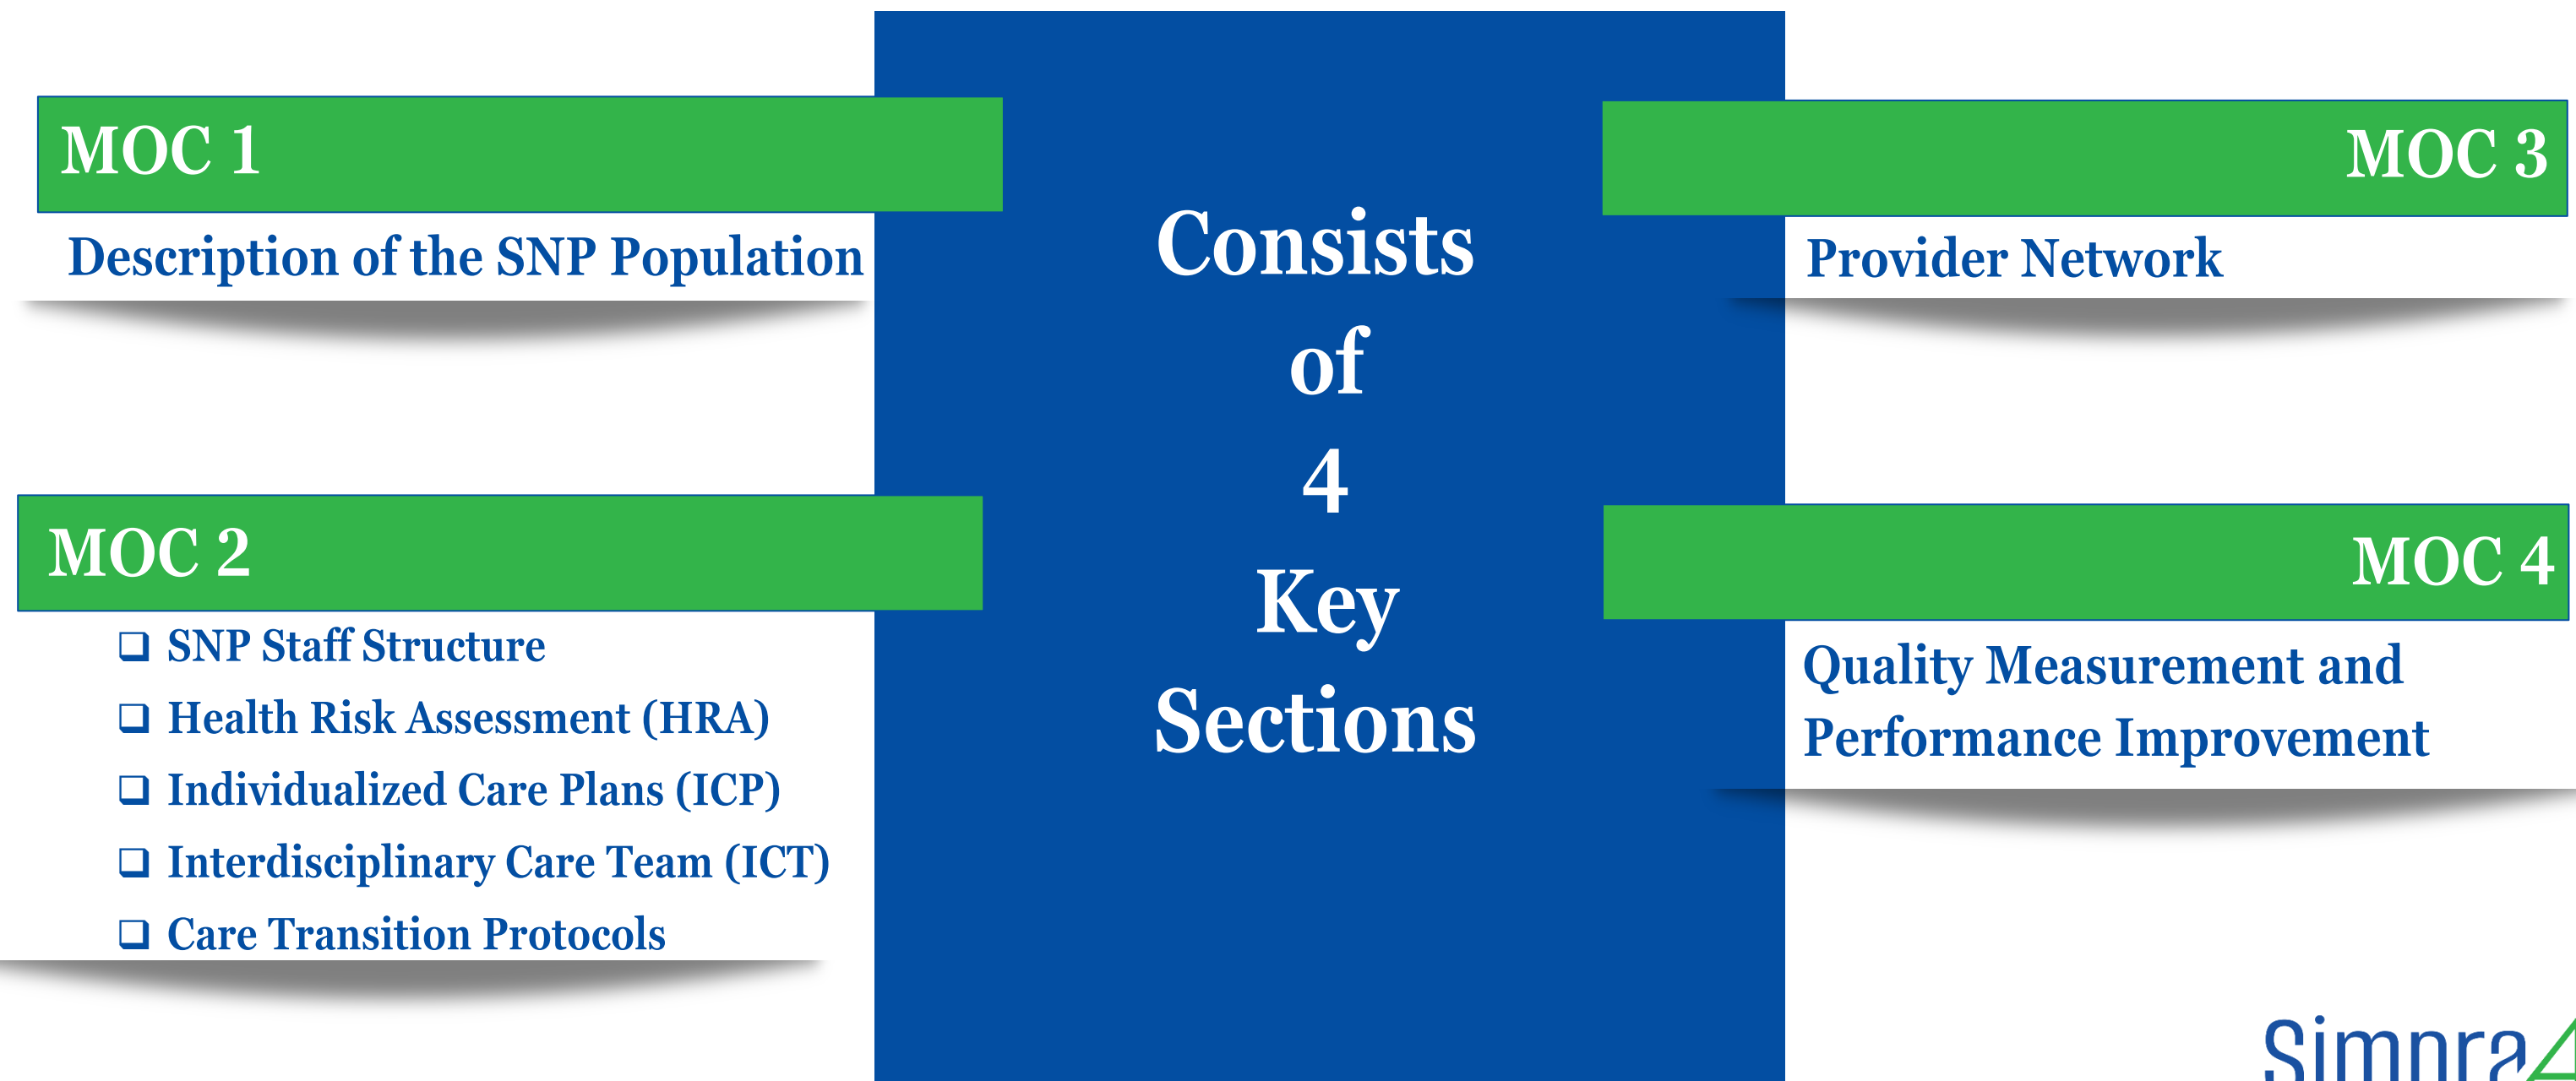 MOC 1
Description of the SNP Population
MOC 2
❑ SNP Staff Structure
❑ Health Risk Assessment (HRA)
❑ Individualized Care Plans (ICP)
❑ Interdisciplinary Care Team (ICT)
❑ Care Transition Protocols
Consists
of
4
Key
Sections
MOC 3
Provider Network
MOC 4
Quality Measurement and
Performance Improvement